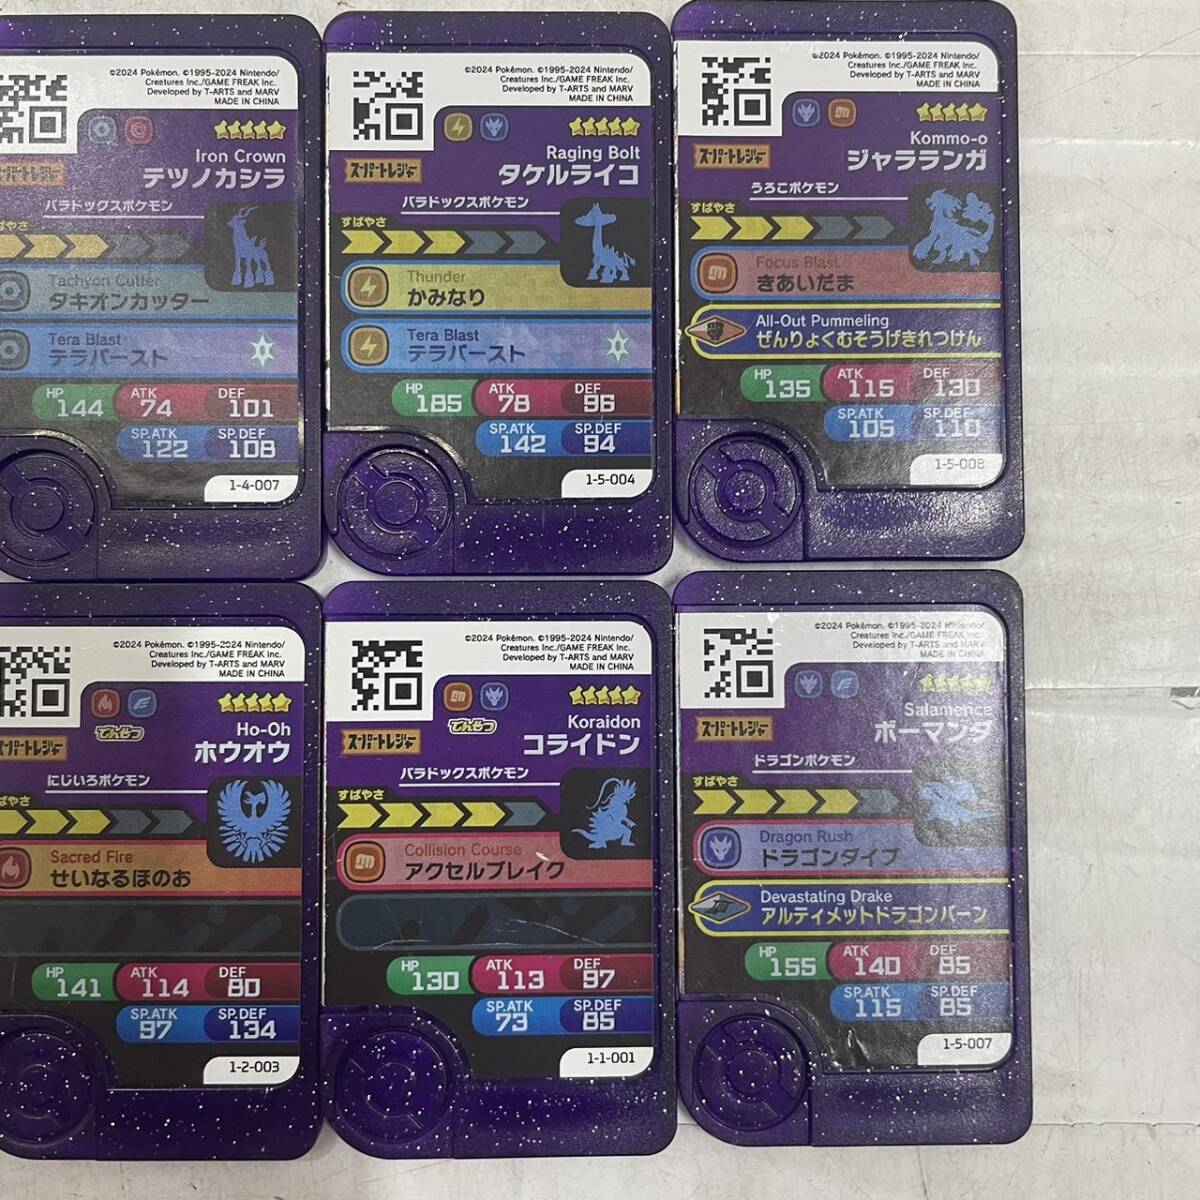 ©2024 Pokémon. ©1995-2024 Nintendo/
Creatures Inc./GAME FREAK Inc.
Developed by T-ARTS and MARV
MADE IN CHINA
Iron Crown
スーパートレジャー
テツノカシラ
パラドックスポケモン
ばやさ
Tachyon Cutter
タキオンカッター
Tera Blast
テラバースト
HP 144 ATK 74 DEF 101
SP.ATK 122 SP.DEF 108
1-4-007
©2024 Pokémon. ©1995-2024 Nintendo/
Creatures Inc./GAME FREAK Inc.
Developed by T-ARTS and MARV
MADE IN CHINA
Raging Bolt
スーパートレジャー
タケルライコ
パラドックスポケモン
すばやさ
Thunder
かみなり
Tera Blast
テラバースト
HP 185 ATK 78 DEF 96
SP.ATK 142 SP.DEF 94
1-5-004
©2024 Pokémon. ©1995-2024 Nintendo/
Creatures Inc./GAME FREAK Inc.
Developed by T-ARTS and MARV
MADE IN CHINA
Kommo-o
スーパートレジャー
ジャラランガ
うろこポケモン
すばやさ
Focus Blast
きあいだま
All-Out Pummeling
ぜんりょくむそうげきれつけん
HP 135 ATK 115 DEF 130
SP.ATK 105 SP.DEF 110
1-5-008
©2024 Pokémon. ©1995-2024 Nintendo/
Creatures Inc./GAME FREAK Inc.
Developed by T-ARTS and MARV
MADE IN CHINA
でんせつ
Ho-Oh
スーパートレジャー
ホウオウ
にじいろポケモン
ばやさ
Sacred Fire
せいなるほのお
HP 141 ATK 114 DEF 80
SP.ATK 97 SP.DEF 134
1-2-003
©2024 Pokémon. ©1995-2024 Nintendo/
Creatures Inc./GAME FREAK Inc.
Developed by T-ARTS and MARV
MADE IN CHINA
でんせつ
Koraidon
スーパートレジャー
コライドン
パラドックスポケモン
すばやさ
Collision Course
アクセルブレイク
HP 130 ATK 113 DEF 97
SP.ATK 73 SP.DEF 85
1-1-001
©2024 Pokémon. ©1995-2024 Nintendo/
Creatures Inc./GAME FREAK Inc.
Developed by T-ARTS and MARV
MADE IN CHINA
Salamence
スーパートレジャー
ボーマンダ
ドラゴンポケモン
すばやさ
Dragon Rush
ドラゴンダイブ
Devastating Drake
アルティメットドラゴンバーン
HP 155 ATK 140 DEF 85
SP.ATK 115 SP.DEF 85
1-5-007